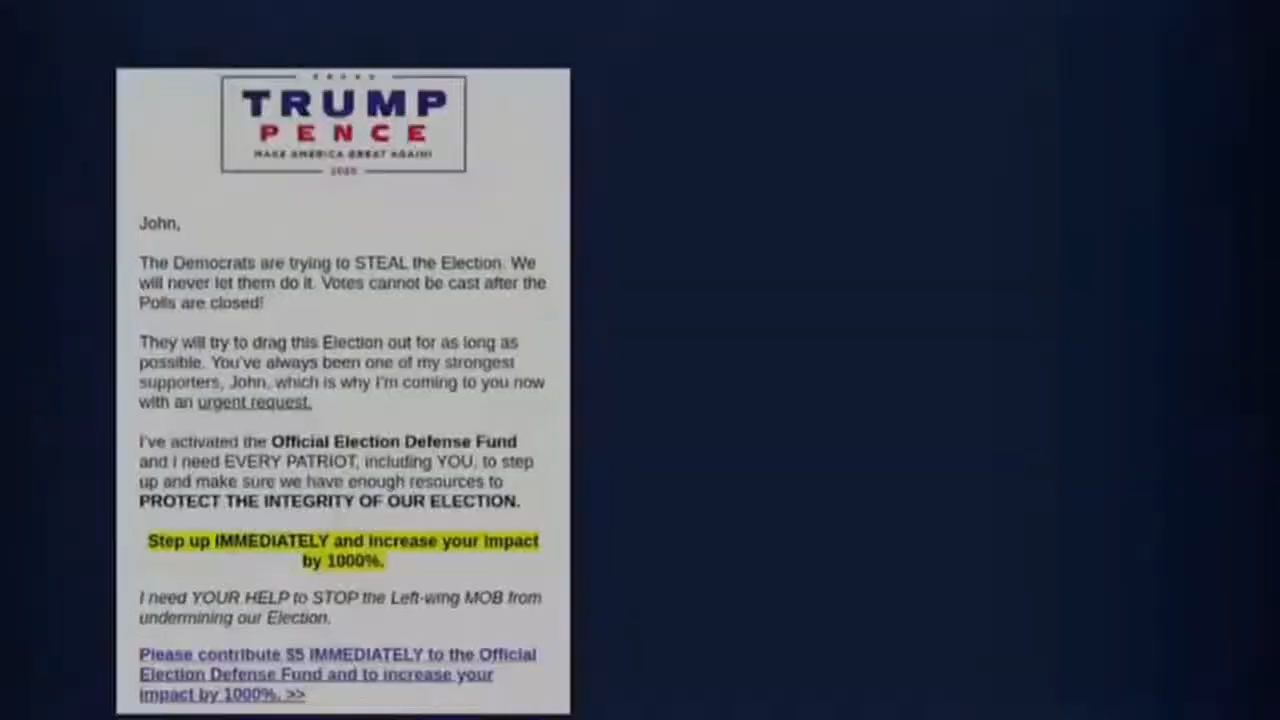 TRUMP
PENCE
MAKE AMERICA GREAT AGAIN!
2020
John,
The Democrats are trying to STEAL the Election. We
will never let them do it. Votes cannot be cast after the
Polls are closed!
They will try to drag this Election out for as long as
possible. You've always been one of my strongest
supporters, John, which is why I'm coming to you now
with an urgent request.
I've activated the Official Election Defense Fund
and I need EVERY PATRIOT, including YOU, to step
up and make sure we have enough resources to
PROTECT THE INTEGRITY OF OUR ELECTION.
Step up IMMEDIATELY and increase your impact
by 1000%.
I need YOUR HELP to STOP the Left-wing MOB from
undermining our Election.
Please contribute $5 IMMEDIATELY to the Official
Election Defense Fund and to increase your
impact by 1000%. >>